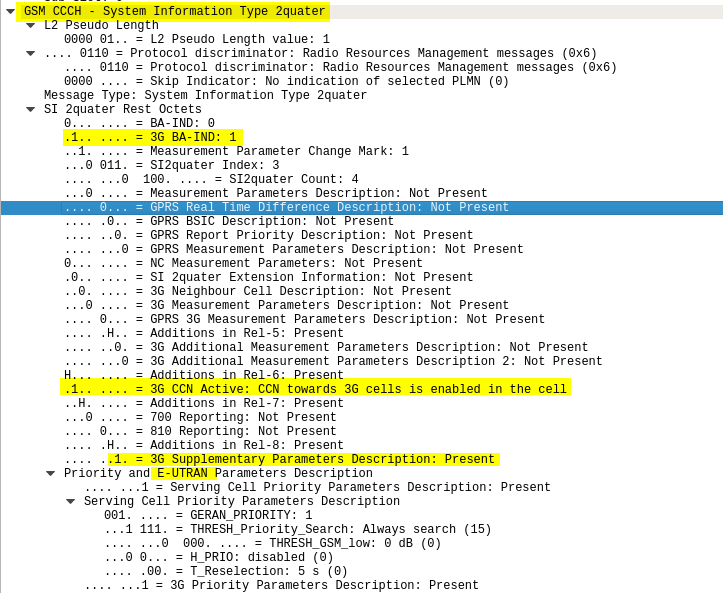 GSM CCCH - System Information Type 2quater
L2 Pseudo Length
0000 01.. = L2 Pseudo Length value: 1
.... 0110 = Protocol discriminator: Radio Resources Management messages (0x6)
.... 0110 = Protocol discriminator: Radio Resources Management messages (0x6)
0000 .... = Skip Indicator: No indication of selected PLMN (0)
Message Type: System Information Type 2quater
SI 2quater Rest Octets
0... .... = BA-IND: 0
.1.. .... = 3G BA-IND: 1
..1. .... = Measurement Parameter Change Mark: 1
...0 011. = SI2quater Index: 3
.... ...0 100. .... = SI2quater Count: 4
...0 .... = Measurement Parameters Description: Not Present
.... 0... = GPRS Real Time Difference Description: Not Present
.... .0.. = GPRS BSIC Description: Not Present
.... ..0. = GPRS Report Priority Description: Not Present
.... ...0 = GPRS Measurement Parameters Description: Not Present
0... .... = NC Measurement Parameters: Not Present
.0.. .... = SI 2quater Extension Information: Not Present
..0. .... = 3G Neighbour Cell Description: Not Present
...0 .... = 3G Measurement Parameters Description: Not Present
.... 0... = GPRS 3G Measurement Parameters Description: Not Present
.... .H.. = Additions in Rel-5: Present
.... ..0. = 3G Additional Measurement Parameters Description: Not Present
.... ...0 = 3G Additional Measurement Parameters Description 2: Not Present
H... .... = Additions in Rel-6: Present
.1.. .... = 3G CCN Active: CCN towards 3G cells is enabled in the cell
..H. .... = Additions in Rel-7: Present
...0 .... = 700 Reporting: Not Present
.... 0... = 810 Reporting: Not Present
.... .H.. = Additions in Rel-8: Present
.... ..1. = 3G Supplementary Parameters Description: Present
Priority and E-UTRAN Parameters Description
.... ...1 = Serving Cell Priority Parameters Description: Present
Serving Cell Priority Parameters Description
001. .... = GERAN_PRIORITY: 1
...1 111. = THRESH_Priority_Search: Always search (15)
.... ...0 000. .... = THRESH_GSM_low: 0 dB (0)
...0 0... = H_PRIO: disabled (0)
.... .00. = T_Reselection: 5 s (0)
.... ...1 = 3G Priority Parameters Description: Present